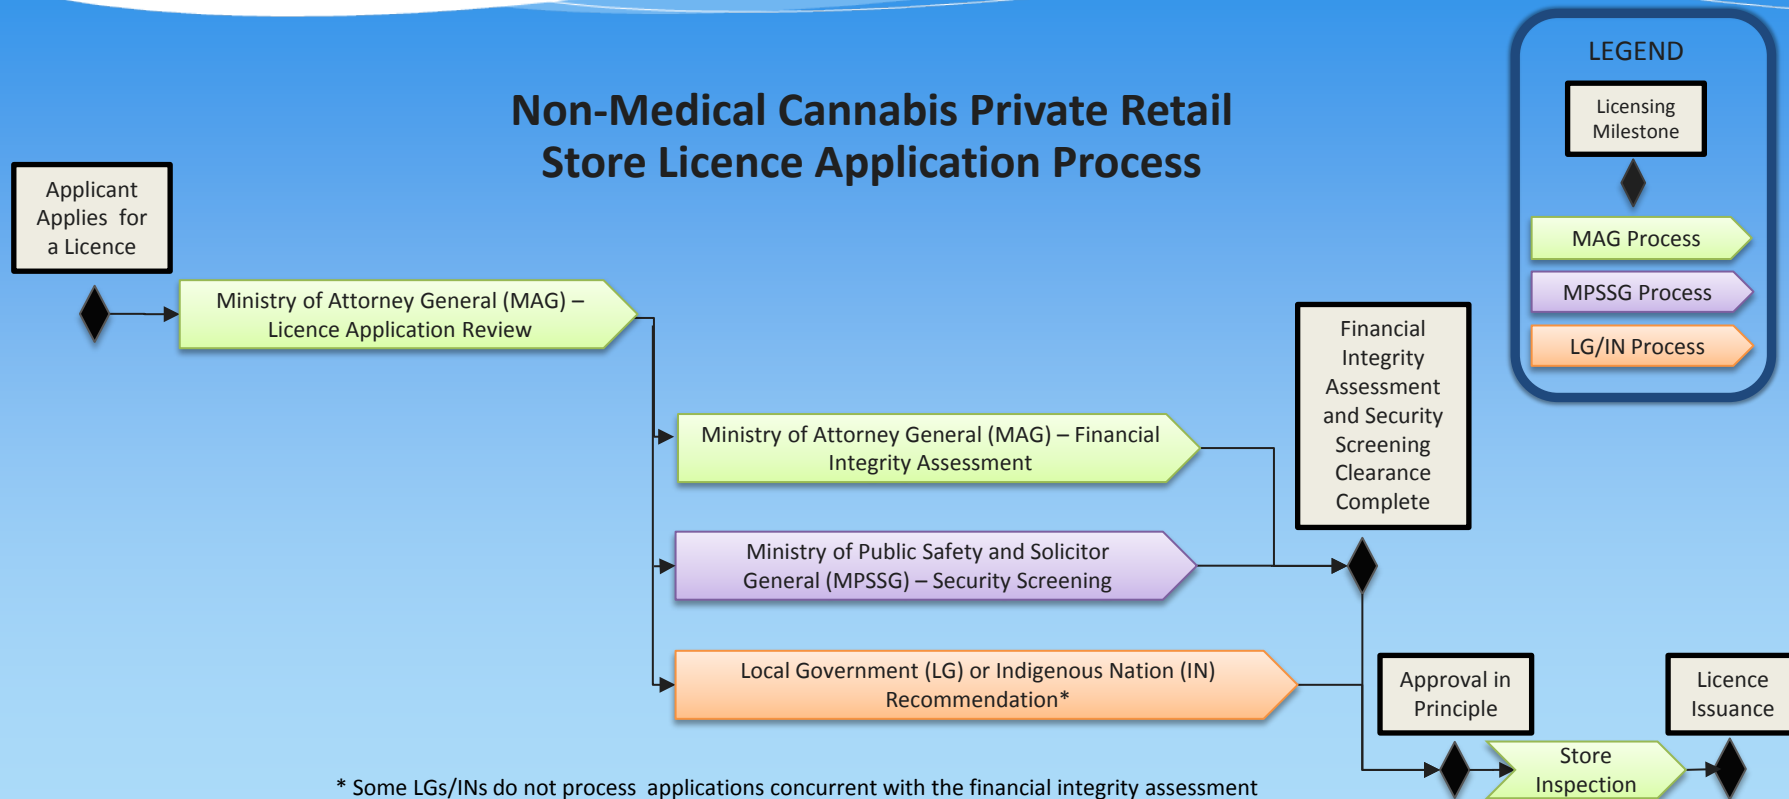 Non-Medical Cannabis Private Retail
Store Licence Application Process
LEGEND
Licensing
Milestone
MAG Process
MPSSG Process
LG/IN Process
Applicant
Applies for
a Licence
Ministry of Attorney General (MAG) –
Licence Application Review
Ministry of Attorney General (MAG) – Financial
Integrity Assessment
Ministry of Public Safety and Solicitor
General (MPSSG) – Security Screening
Local Government (LG) or Indigenous Nation (IN)
Recommendation*
Financial
Integrity
Assessment
and Security
Screening
Clearance
Complete
Approval in
Principle
Store
Inspection
Licence
Issuance
* Some LGs/INs do not process applications concurrent with the financial integrity assessment